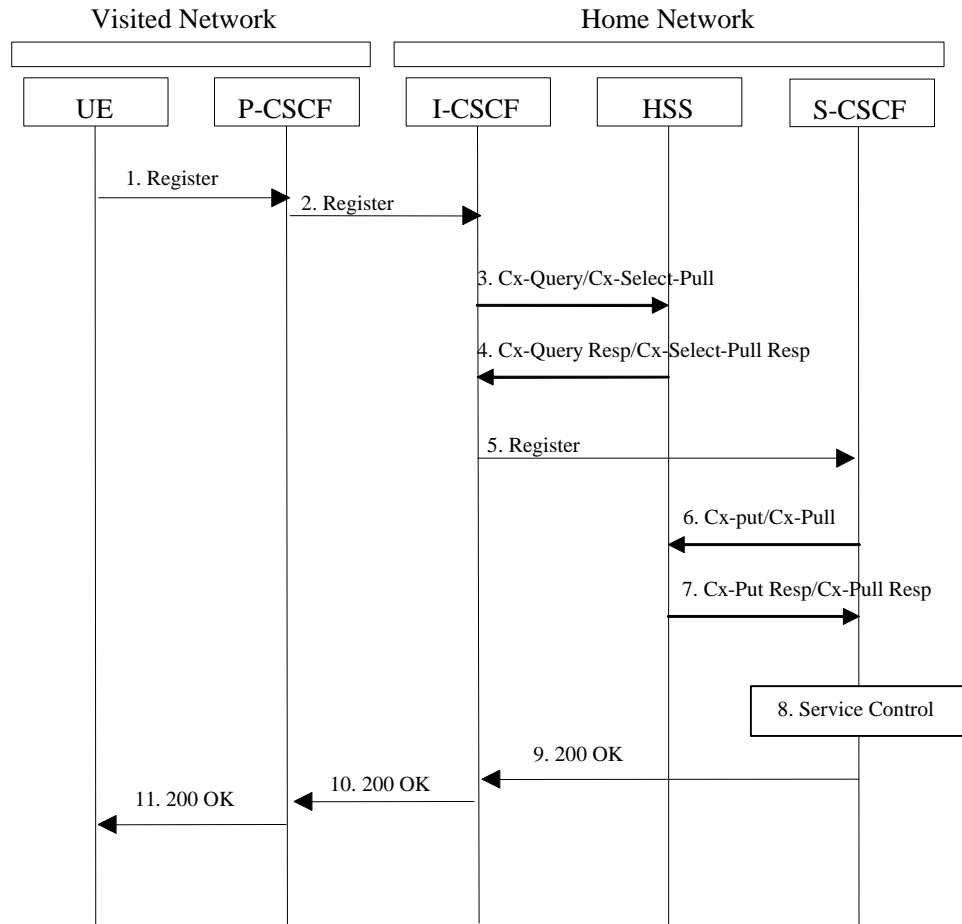 Visited Network
Home Network
UE
P-CSCF
I-CSCF
HSS
S-CSCF
1. Register
2. Register
3. Cx-Query/Cx-Select-Pull
4. Cx-Query Resp/Cx-Select-Pull Resp
5. Register
6. Cx-put/Cx-Pull
7. Cx-Put Resp/Cx-Pull Resp
8. Service Control
9. 200 OK
10. 200 OK
11. 200 OK